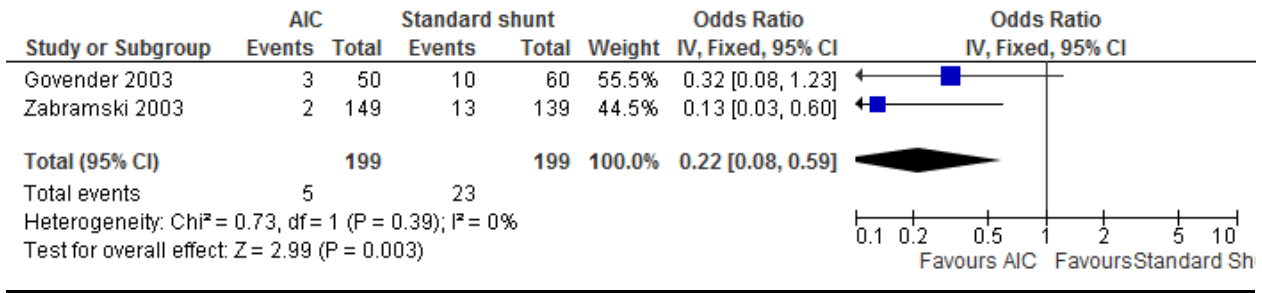 AIC Standard shunt Odds Ratio Odds Ratio
Study or Subgroup Events Total Events Total Weight IV, Fixed, 95% CI IV, Fixed, 95% CI
Govender 2003 3 50 10 60 55.5% 0.32 [0.08, 1.23]
Zabramski 2003 2 149 13 139 44.5% 0.13 [0.03, 0.60]
Total (95% CI) 199 199 100.0% 0.22 [0.08, 0.59]
Total events 5 23
Heterogeneity: Chi² = 0.73, df = 1 (P = 0.39); I² = 0%
Test for overall effect: Z = 2.99 (P = 0.003)
0.1 0.2 0.5 1 2 5 10
Favours AIC FavoursStandard Sh